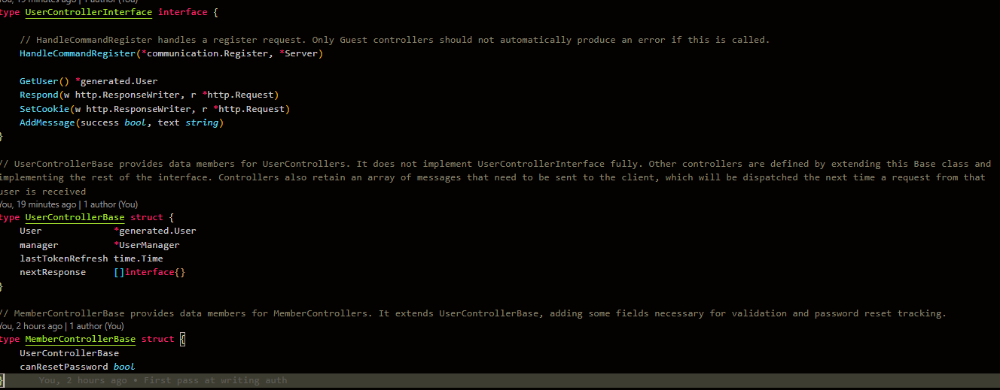 You, 19 minutes ago | 1 author (You)
type UserControllerInterface interface {
// HandleCommandRegister handles a register request. Only Guest controllers should not automatically produce an error if this is called.
HandleCommandRegister(*communication.Register, *Server)
GetUser() *generated.User
Respond(w http.ResponseWriter, r *http.Request)
SetCookie(w http.ResponseWriter, r *http.Request)
AddMessage(success bool, text string)
}
// UserControllerBase provides data members for UserControllers. It does not implement UserControllerInterface fully. Other controllers are defined by extending this Base class and
implementing the rest of the interface. Controllers also retain an array of messages that need to be sent to the client, which will be dispatched the next time a request from that
user is received
You, 19 minutes ago | 1 author (You)
type UserControllerBase struct {
User *generated.User
manager *UserManager
lastTokenRefresh time.Time
nextResponse []interface{}
}
// MemberControllerBase provides data members for MemberControllers. It extends UserControllerBase, adding some fields necessary for validation and password reset tracking.
You, 2 hours ago | 1 author (You)
type MemberControllerBase struct {
UserControllerBase
canResetPassword bool
} You, 2 hours ago • First pass at writing auth